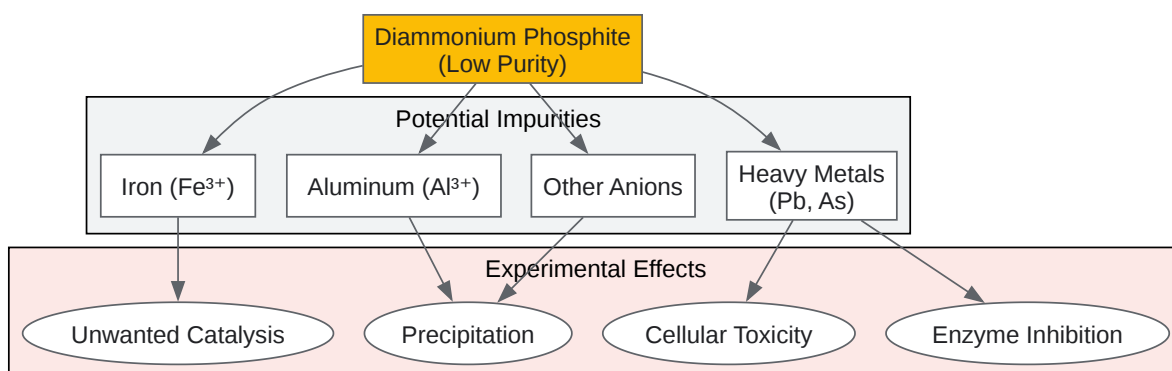 Diammonium Phosphite
(Low Purity)
Potential Impurities
Iron (Fe³⁺)
Aluminum (Al³⁺)
Other Anions
Heavy Metals
(Pb, As)
Experimental Effects
Unwanted Catalysis
Precipitation
Cellular Toxicity
Enzyme Inhibition